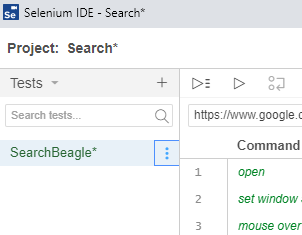 Se Selenium IDE - Search*
Project: Search*
Tests
Search tests...
https://www.google.c
SearchBeagle*
Command
1 open
2 set window
3 mouse over